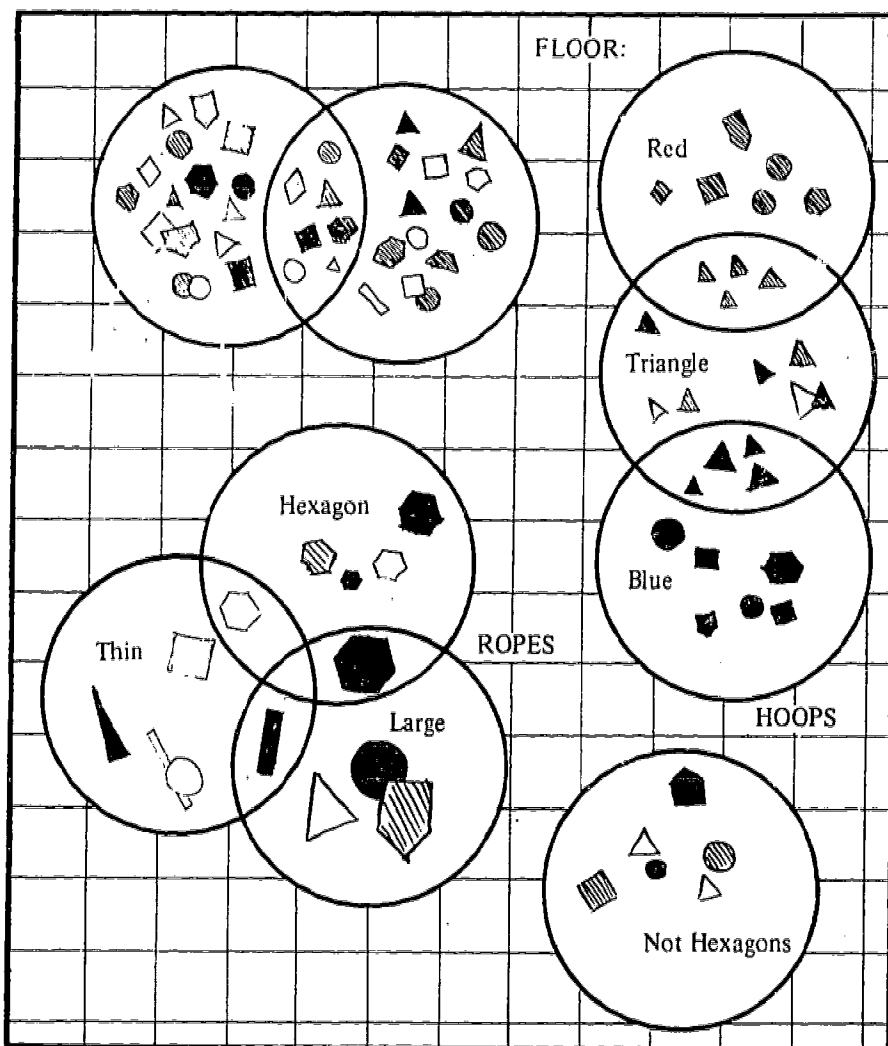 FLOOR:
Red
Triangle
Hexagon
Blue
ROPES
Thin
Large
HOOPS
Not Hexagons